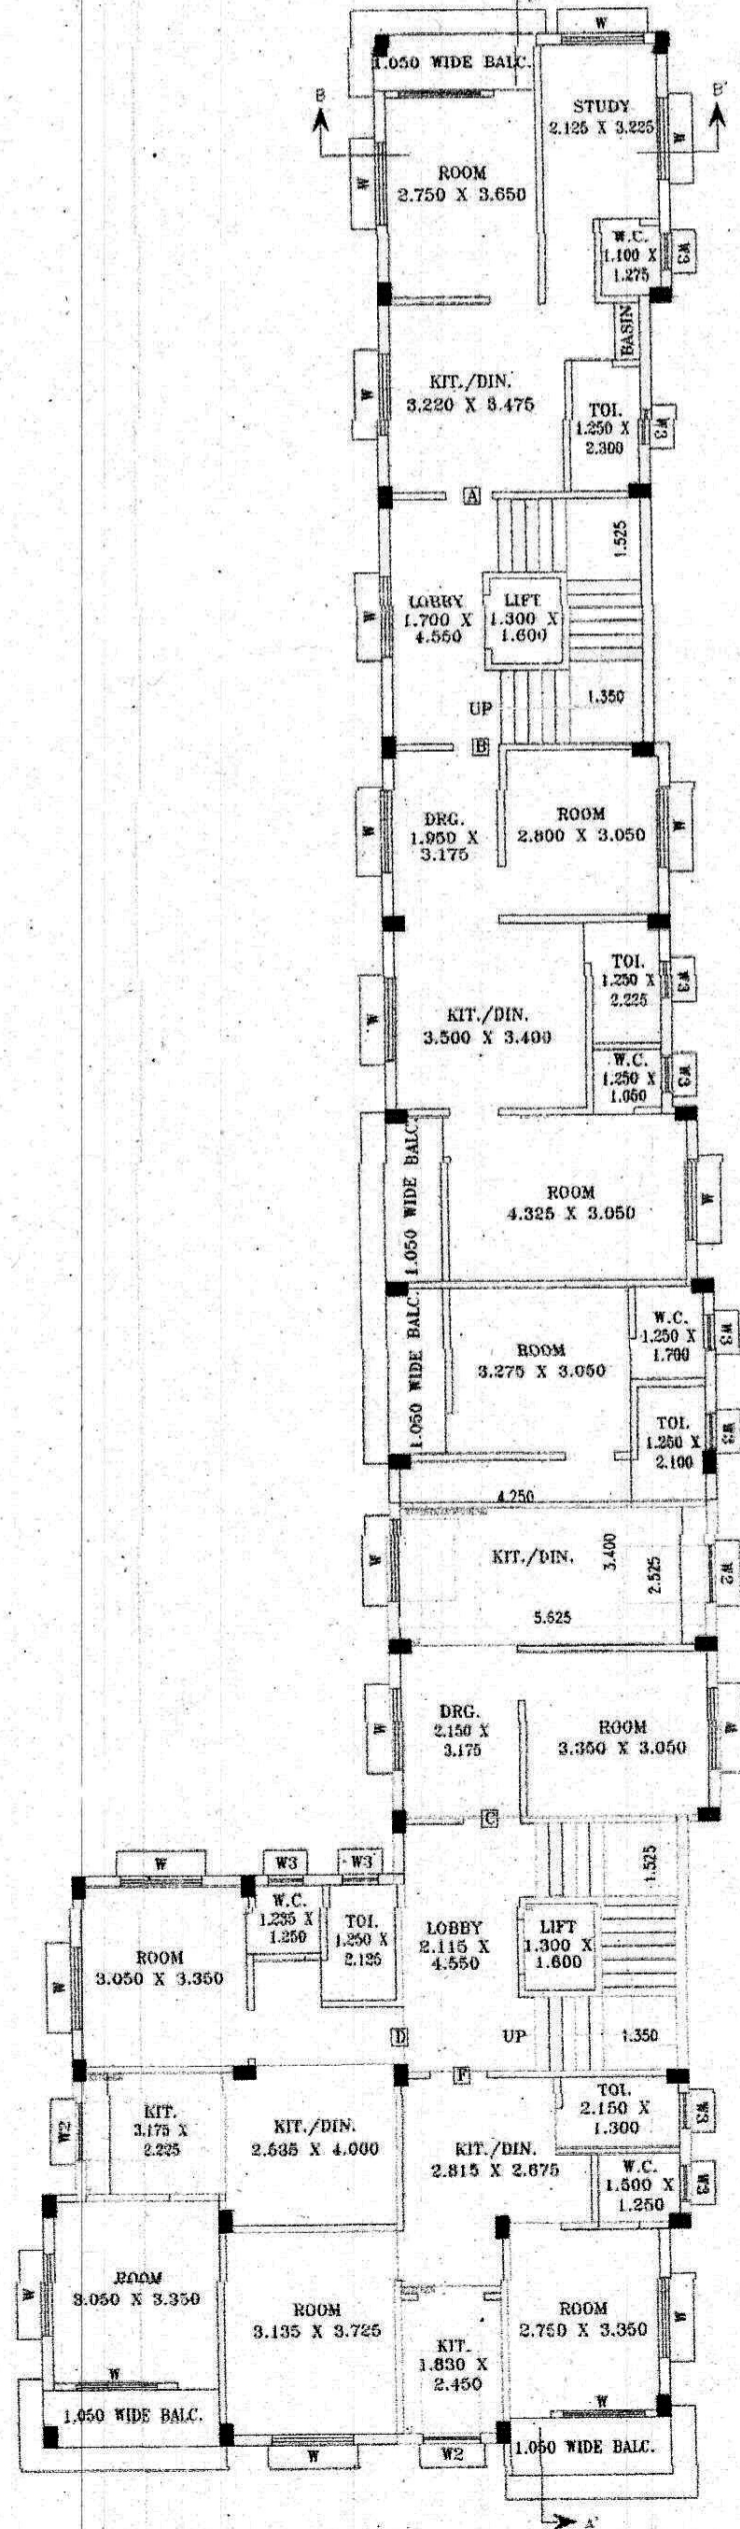 W
1.050 WIDE BALC.
STUDY
2.125 X 3.225
B
B'
W
W
ROOM
2.750 X 3.650
W.C.
1.100 X
1.275
W3
BASIN
KIT./DIN.
3.220 X 3.475
W
TOI.
1.250 X
2.300
W3
A
1.525
LOBBY
1.700 X
4.550
W
LIFT
1.300 X
1.600
UP
1.350
B
DRG.
1.950 X
3.175
W
ROOM
2.800 X 3.050
W
TOI.
1.250 X
2.225
W3
KIT./DIN.
3.500 X 3.400
W
W.C.
1.250 X
1.050
W3
1.050 WIDE BALC.
ROOM
4.325 X 3.050
W
1.050 WIDE BALC.
ROOM
3.275 X 3.050
W.C.
1.250 X
1.700
W3
TOI.
1.250 X
2.100
W3
4.250
KIT./DIN.
3.400
2.525
W
W2
5.625
DRG.
2.150 X
3.175
W
ROOM
3.350 X 3.050
W
C
1.525
W
W3
W3
W.C.
1.235 X
1.250
TOI.
1.250 X
2.125
LOBBY
2.115 X
4.550
LIFT
1.300 X
1.600
ROOM
3.050 X 3.350
W
D
UP
1.350
F
TOI.
2.150 X
1.300
W3
KIT.
3.175 X
2.225
W2
KIT./DIN.
2.535 X 4.000
KIT./DIN.
2.815 X 2.675
W.C.
1.500 X
1.250
W3
ROOM
3.050 X 3.350
W
ROOM
3.135 X 3.725
ROOM
2.750 X 3.350
W
KIT.
1.830 X
2.450
W
W
1.050 WIDE BALC.
W
W2
1.050 WIDE BALC.
A'